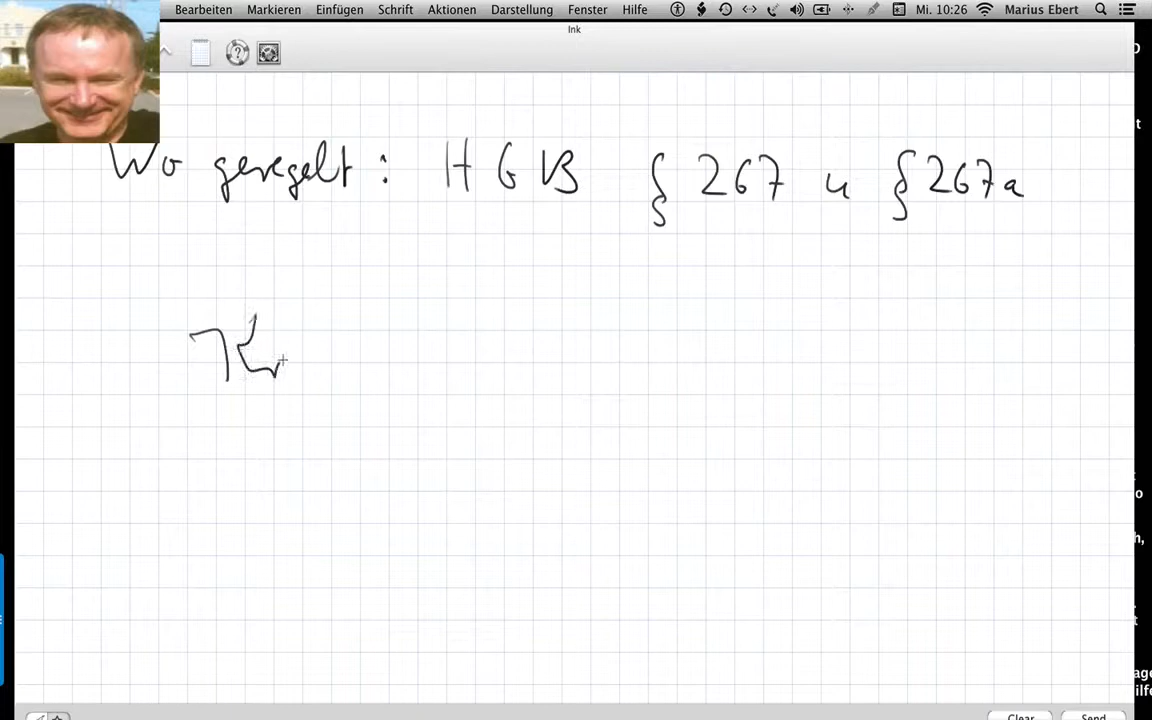 Bearbeiten Markieren Einfügen Schrift Aktionen Darstellung Fenster Hilfe Mi. 10:26 Marius Ebert
Ink
Wo geregelt: HGB § 267 u § 267a
K
Clear Send